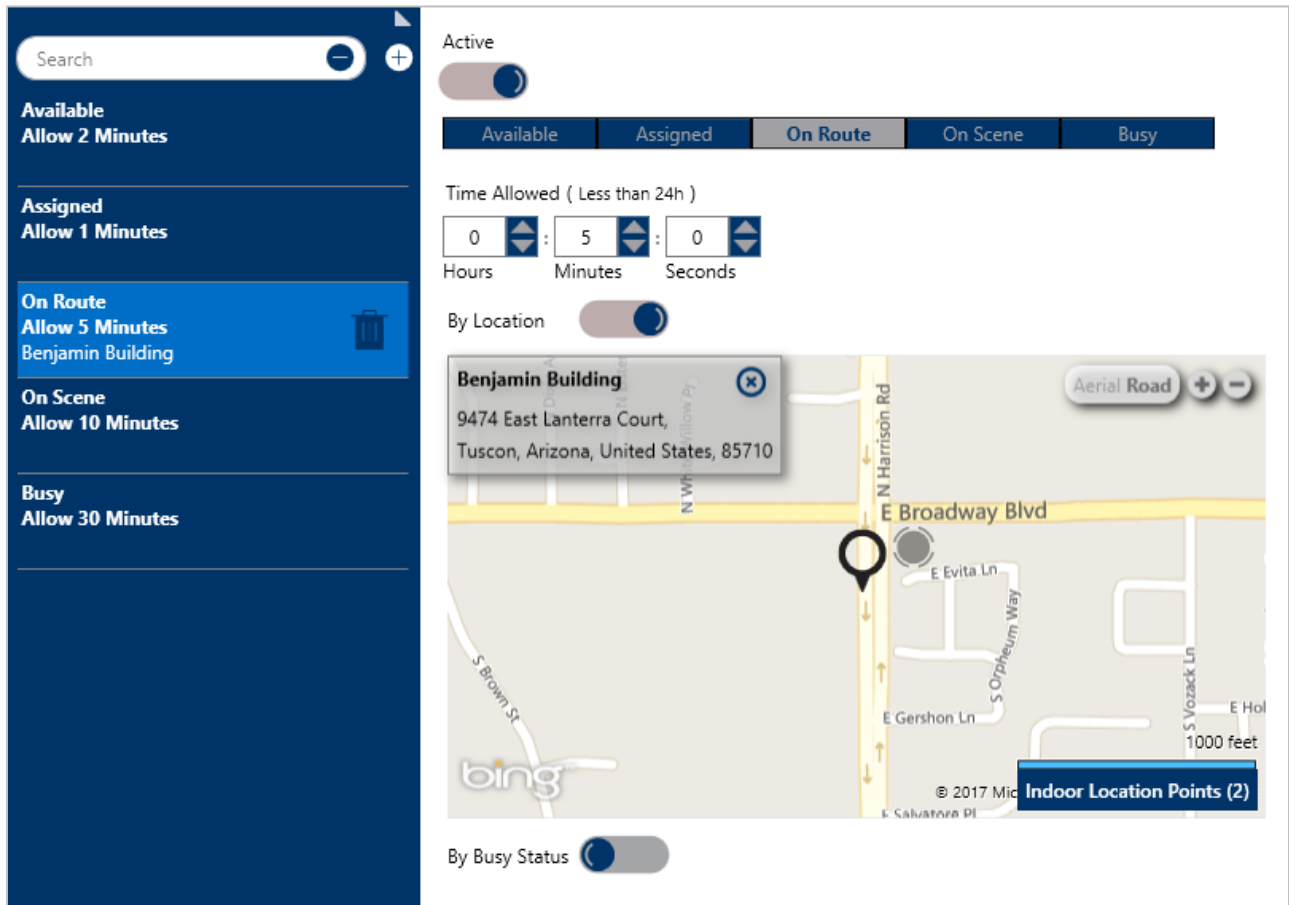 Search
Available
Allow 2 Minutes
Assigned
Allow 1 Minutes
On Route
Allow 5 Minutes
Benjamin Building
On Scene
Allow 10 Minutes
Busy
Allow 30 Minutes
Active
Available Assigned On Route On Scene Busy
Time Allowed ( Less than 24h )
0 : 5 : 0
Hours Minutes Seconds
By Location
Benjamin Building
9474 East Lanterra Court,
Tuscon, Arizona, United States, 85710
Aerial Road
N Harrison Rd
E Broadway Blvd
E Evita Ln
S Orpheum Way
S Brown St
E Gershon Ln
S Vozack Ln
E Hol
1000 feet
bing
© 2017 Mic
Indoor Location Points (2)
E Salvatore Pl
By Busy Status